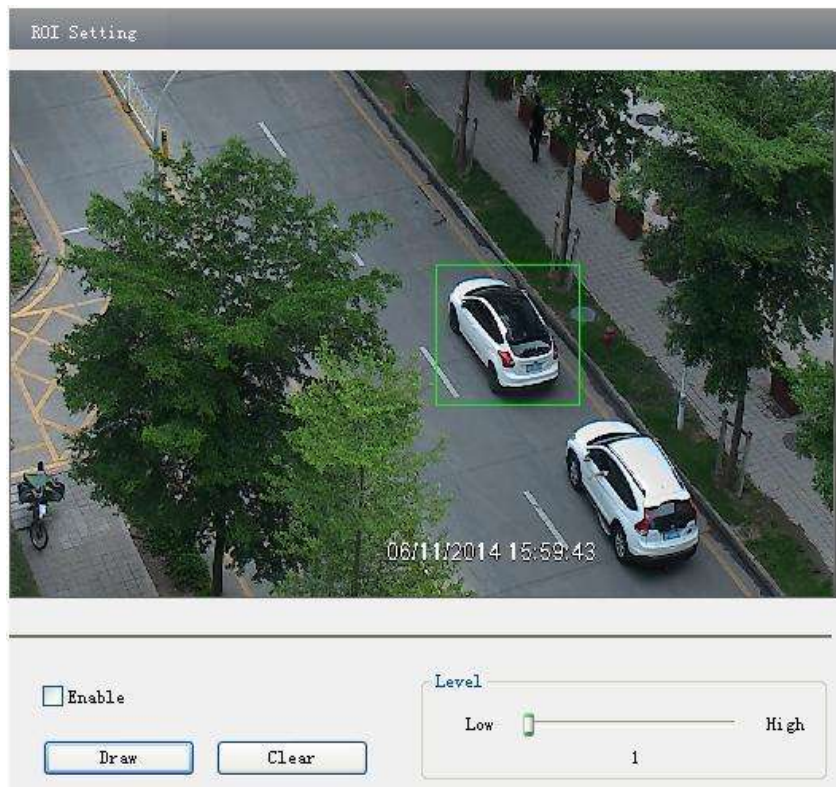 ROI Setting
06/11/2014 15:59:43
Enable
Level
Low
High
1
Draw
Clear